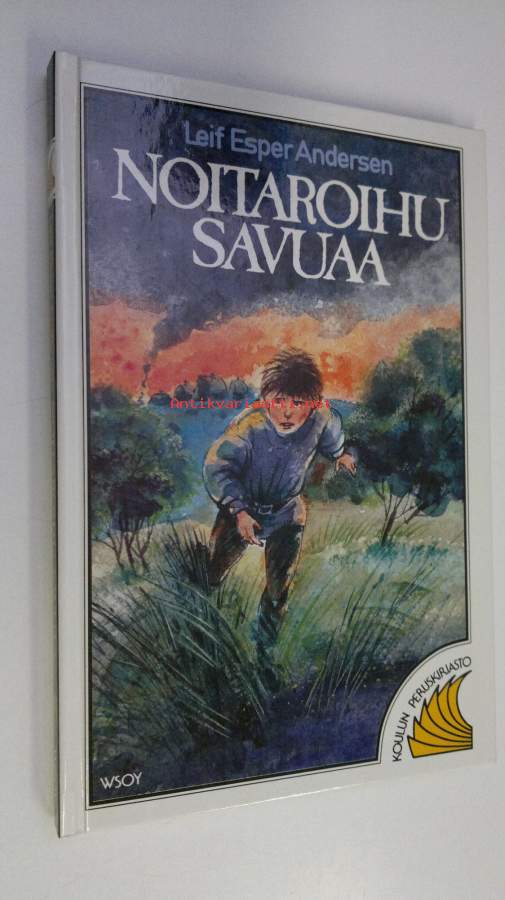 Leif Esper Andersen
NOITAROIHU
SAVUAA
Antikvariaatti.net
KOULUN PERUSKIRJASTO
WSOY